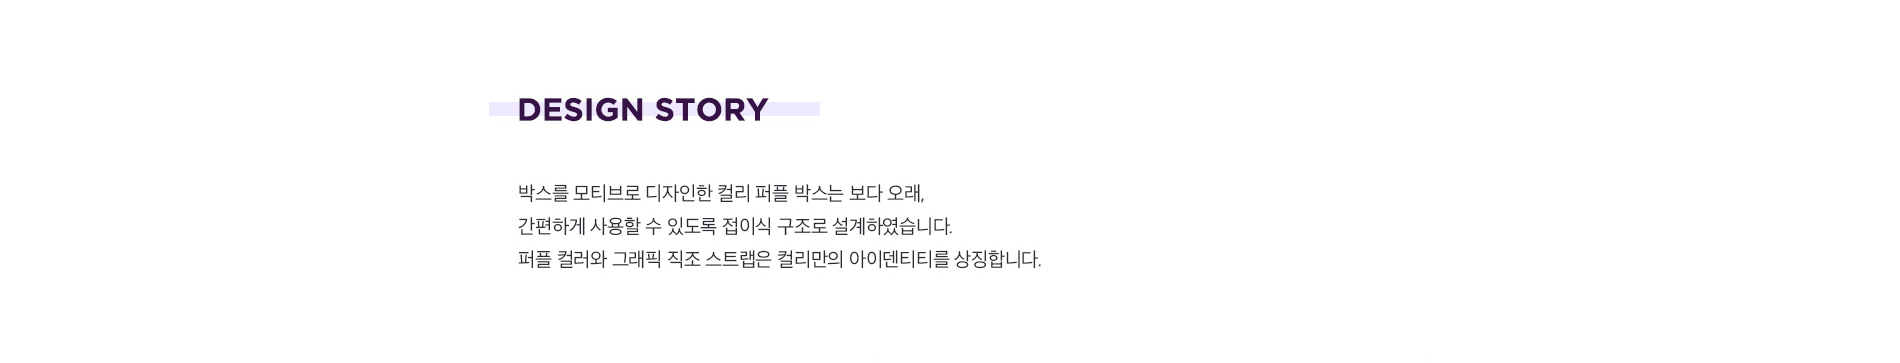 DESIGN STORY
박스를 모티브로 디자인한 컬리 퍼플 박스는 보다 오래,
간편하게 사용할 수 있도록 접이식 구조로 설계하였습니다.
퍼플 컬러와 그래픽 직조 스트랩은 컬리만의 아이덴티티를 상징합니다.